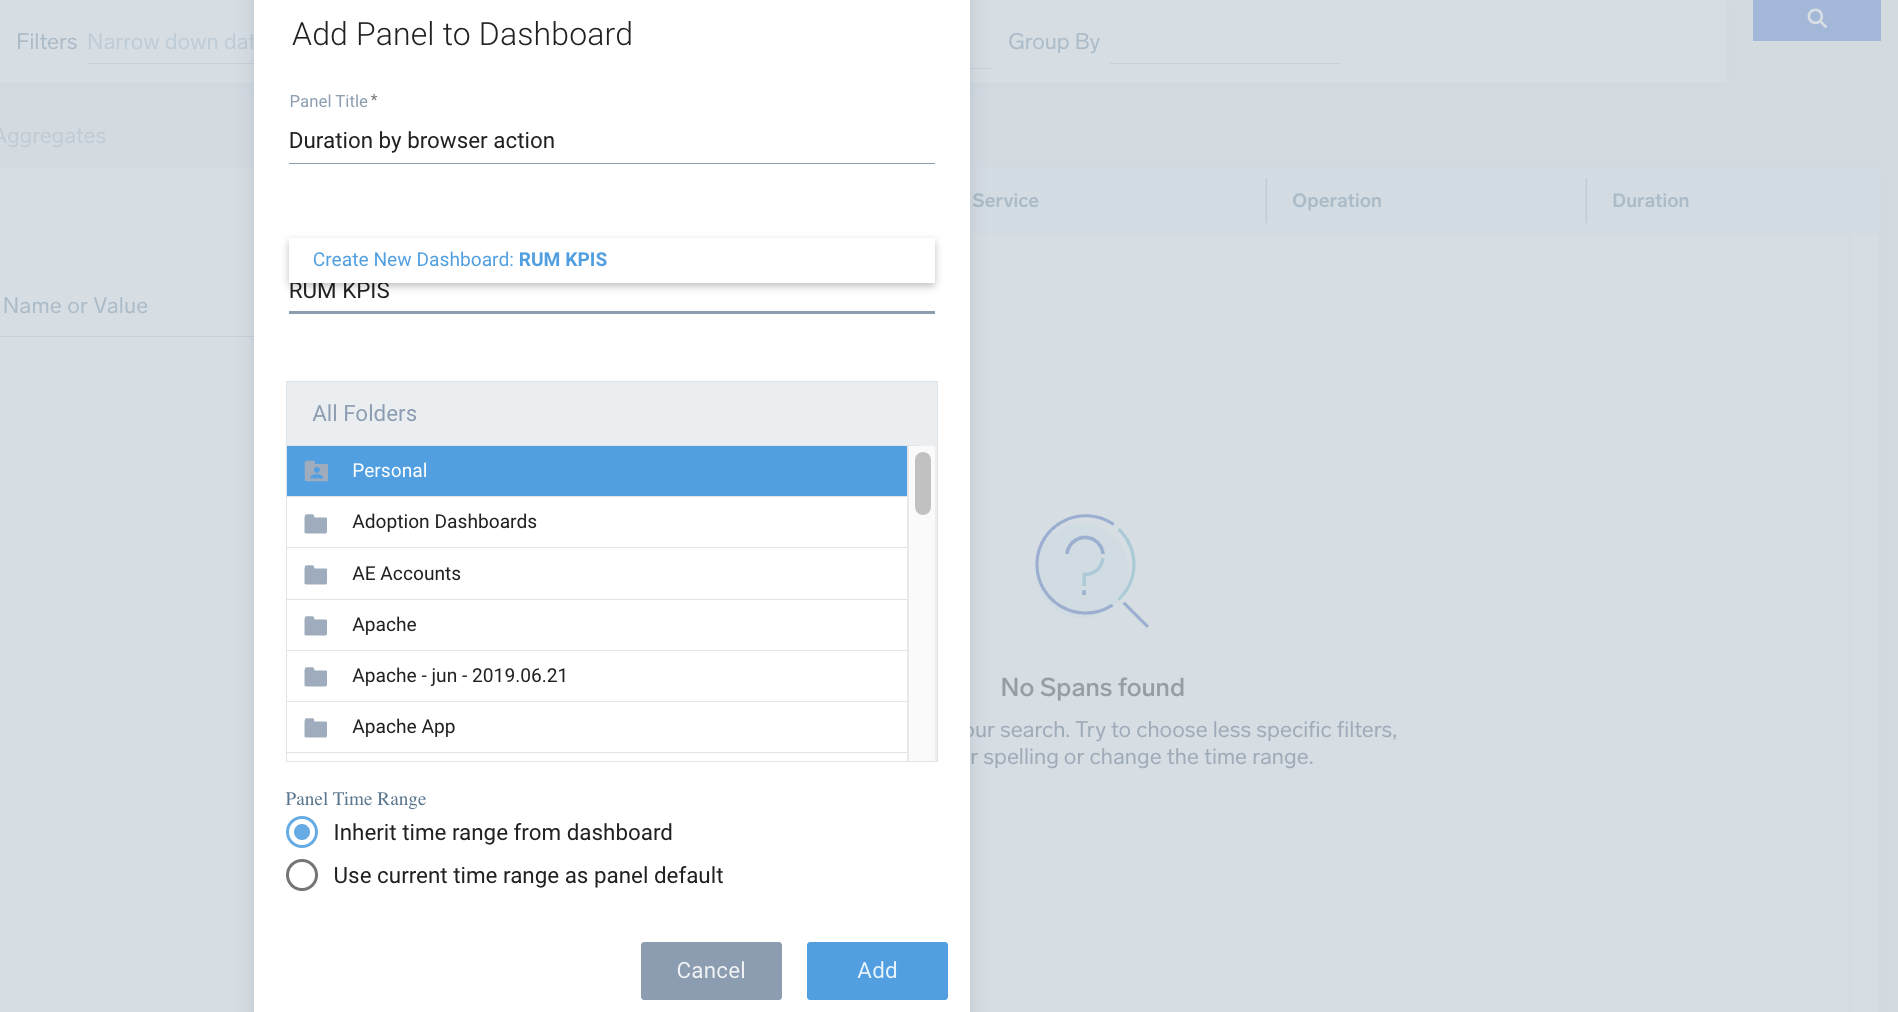 Add Panel to Dashboard
Filters Narrow down dat
Group By
Panel Title *
Duration by browser action
Aggregates
Service Operation Duration
Create New Dashboard: RUM KPIS
RUM KPIS
Name or Value
All Folders
Personal
Adoption Dashboards
AE Accounts
Apache
Apache - jun - 2019.06.21
Apache App
No Spans found
our search. Try to choose less specific filters,
r spelling or change the time range.
Panel Time Range
Inherit time range from dashboard
Use current time range as panel default
Cancel Add